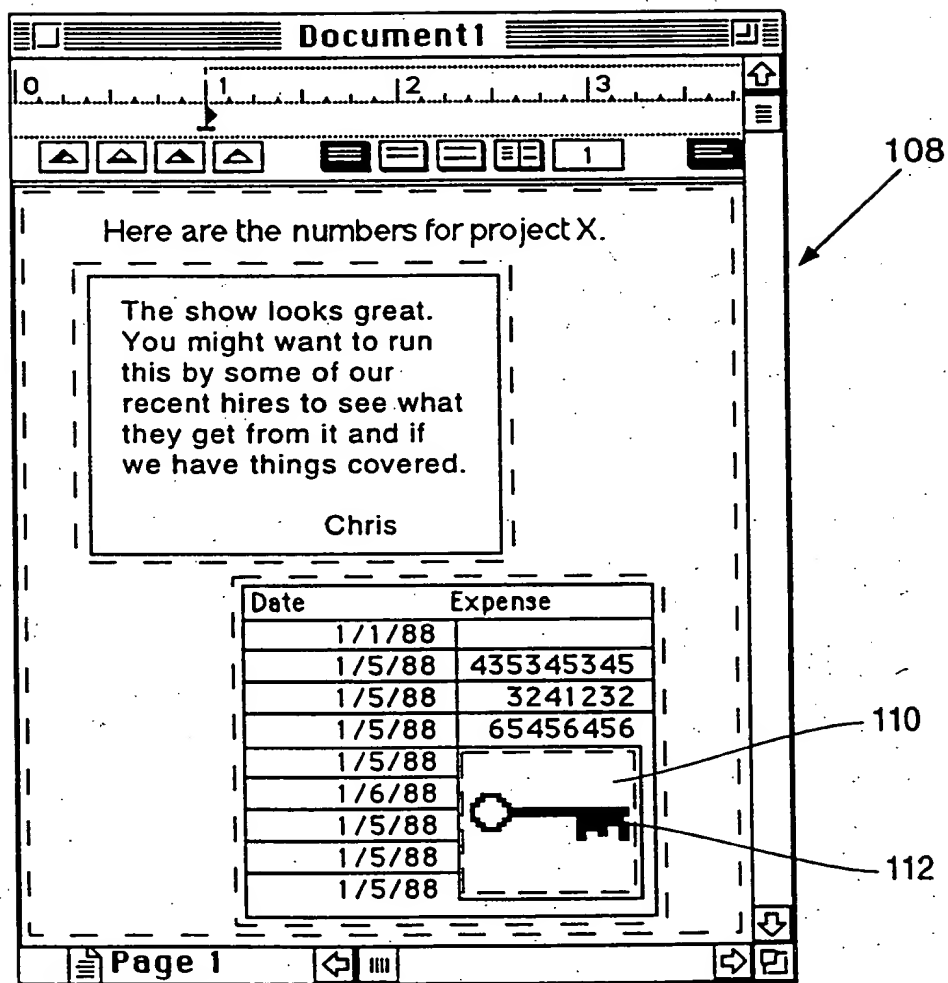 Document1
0 1 2 3
1
108
Here are the numbers for project X.
The show looks great.
You might want to run
this by some of our
recent hires to see what
they get from it and if
we have things covered.
Chris
Date Expense
1/1/88
1/5/88 435345345
1/5/88 3241232
1/5/88 65456456
110
1/5/88
1/6/88
1/5/88
1/5/88
112
1/5/88
Page 1